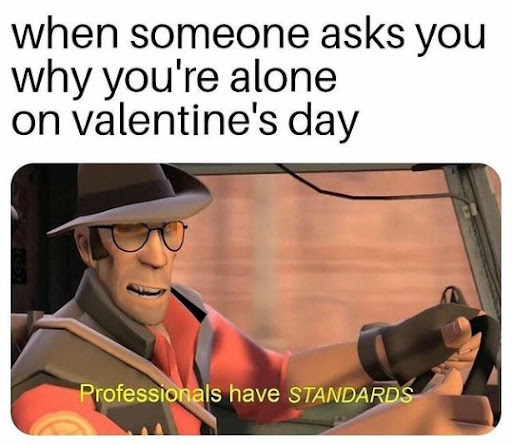 when someone asks you
why you're alone
on valentine's day
Professionals have STANDARDS